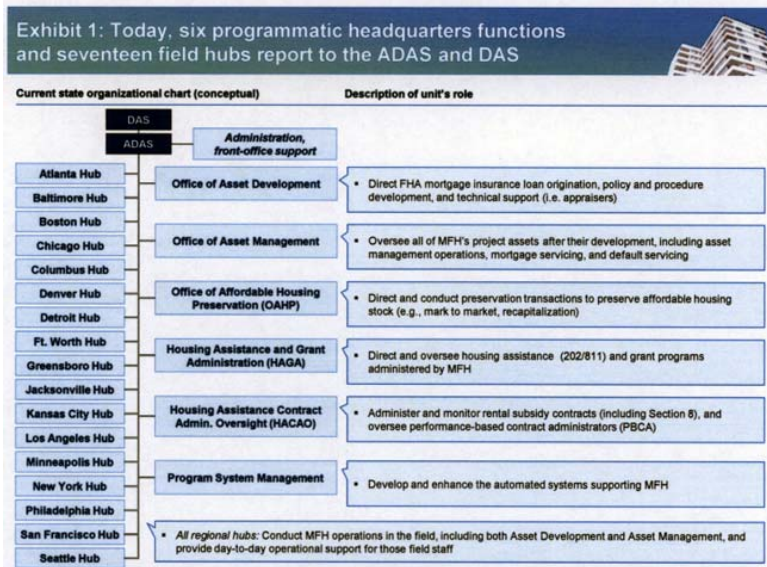 Exhibit 1: Today, six programmatic headquarters functions
and seventeen field hubs report to the ADAS and DAS
Current state organizational chart (conceptual)
Description of unit's role
DAS
ADAS
Administration,
front-office support
Atlanta Hub
Baltimore Hub
Boston Hub
Chicago Hub
Columbus Hub
Denver Hub
Detroit Hub
Ft. Worth Hub
Greensboro Hub
Jacksonville Hub
Kansas City Hub
Los Angeles Hub
Minneapolis Hub
New York Hub
Philadelphia Hub
San Francisco Hub
Seattle Hub
Office of Asset Development
• Direct FHA mortgage insurance loan origination, policy and procedure
development, and technical support (i.e. appraisers)
Office of Asset Management
• Oversee all of MFH's project assets after their development, including asset
management operations, mortgage servicing, and default servicing
Office of Affordable Housing
Preservation (OAHP)
• Direct and conduct preservation transactions to preserve affordable housing
stock (e.g., mark to market, recapitalization)
Housing Assistance and Grant
Administration (HAGA)
• Direct and oversee housing assistance (202/811) and grant programs
administered by MFH
Housing Assistance Contract
Admin. Oversight (HACAO)
• Administer and monitor rental subsidy contracts (including Section 8), and
oversee performance-based contract administrators (PBCA)
Program System Management
• Develop and enhance the automated systems supporting MFH
• All regional hubs: Conduct MFH operations in the field, including both Asset Development and Asset Management, and
provide day-to-day operational support for those field staff